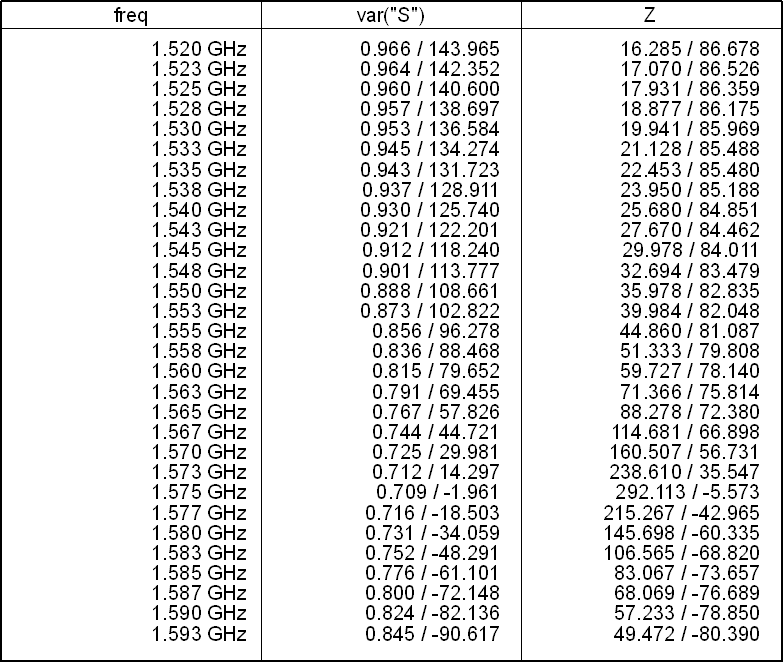 freq var("S") Z
1.520 GHz 0.966 / 143.965 16.285 / 86.678
1.523 GHz 0.964 / 142.352 17.070 / 86.526
1.525 GHz 0.960 / 140.600 17.931 / 86.359
1.528 GHz 0.957 / 138.697 18.877 / 86.175
1.530 GHz 0.953 / 136.584 19.941 / 85.969
1.533 GHz 0.945 / 134.274 21.128 / 85.488
1.535 GHz 0.943 / 131.723 22.453 / 85.480
1.538 GHz 0.937 / 128.911 23.950 / 85.188
1.540 GHz 0.930 / 125.740 25.680 / 84.851
1.543 GHz 0.921 / 122.201 27.670 / 84.462
1.545 GHz 0.912 / 118.240 29.978 / 84.011
1.548 GHz 0.901 / 113.777 32.694 / 83.479
1.550 GHz 0.888 / 108.661 35.978 / 82.835
1.553 GHz 0.873 / 102.822 39.984 / 82.048
1.555 GHz 0.856 / 96.278 44.860 / 81.087
1.558 GHz 0.836 / 88.468 51.333 / 79.808
1.560 GHz 0.815 / 79.652 59.727 / 78.140
1.563 GHz 0.791 / 69.455 71.366 / 75.814
1.565 GHz 0.767 / 57.826 88.278 / 72.380
1.567 GHz 0.744 / 44.721 114.681 / 66.898
1.570 GHz 0.725 / 29.981 160.507 / 56.731
1.573 GHz 0.712 / 14.297 238.610 / 35.547
1.575 GHz 0.709 / -1.961 292.113 / -5.573
1.577 GHz 0.716 / -18.503 215.267 / -42.965
1.580 GHz 0.731 / -34.059 145.698 / -60.335
1.583 GHz 0.752 / -48.291 106.565 / -68.820
1.585 GHz 0.776 / -61.101 83.067 / -73.657
1.587 GHz 0.800 / -72.148 68.069 / -76.689
1.590 GHz 0.824 / -82.136 57.233 / -78.850
1.593 GHz 0.845 / -90.617 49.472 / -80.390